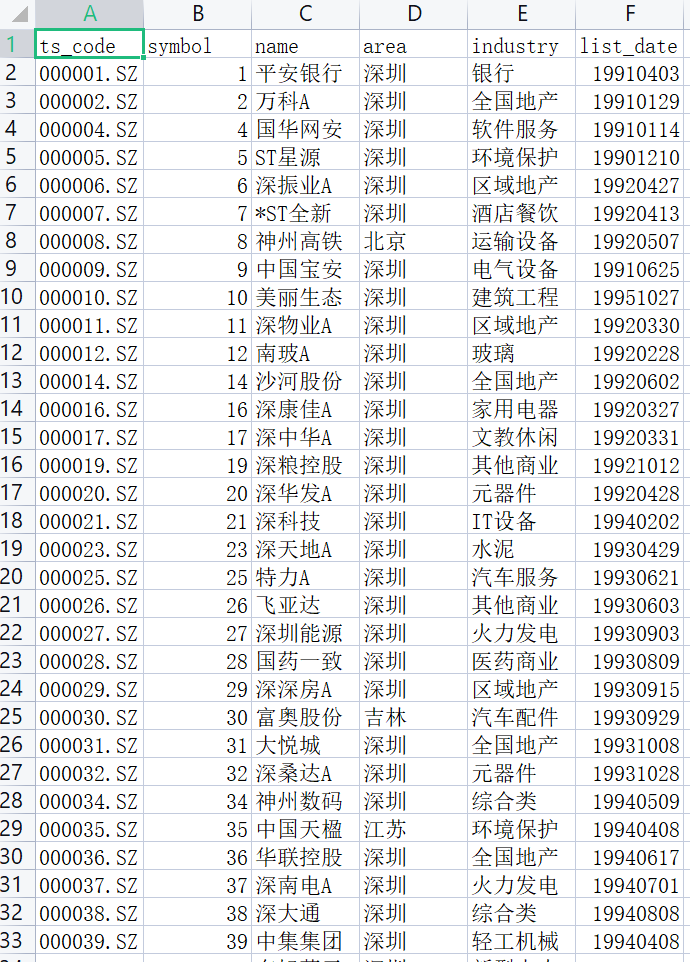 A B C D E F
1 ts_code symbol name area industry list_date
2 000001.SZ 1 平安银行 深圳 银行 19910403
3 000002.SZ 2 万科A 深圳 全国地产 19910129
4 000004.SZ 4 国华网安 深圳 软件服务 19910114
5 000005.SZ 5 ST星源 深圳 环境保护 19901210
6 000006.SZ 6 深振业A 深圳 区域地产 19920427
7 000007.SZ 7 *ST全新 深圳 酒店餐饮 19920413
8 000008.SZ 8 神州高铁 北京 运输设备 19920507
9 000009.SZ 9 中国宝安 深圳 电气设备 19910625
10 000010.SZ 10 美丽生态 深圳 建筑工程 19951027
11 000011.SZ 11 深物业A 深圳 区域地产 19920330
12 000012.SZ 12 南玻A 深圳 玻璃 19920228
13 000014.SZ 14 沙河股份 深圳 全国地产 19920602
14 000016.SZ 16 深康佳A 深圳 家用电器 19920327
15 000017.SZ 17 深中华A 深圳 文教休闲 19920331
16 000019.SZ 19 深粮控股 深圳 其他商业 19921012
17 000020.SZ 20 深华发A 深圳 元器件 19920428
18 000021.SZ 21 深科技 深圳 IT设备 19940202
19 000023.SZ 23 深天地A 深圳 水泥 19930429
20 000025.SZ 25 特力A 深圳 汽车服务 19930621
21 000026.SZ 26 飞亚达 深圳 其他商业 19930603
22 000027.SZ 27 深圳能源 深圳 火力发电 19930903
23 000028.SZ 28 国药一致 深圳 医药商业 19930809
24 000029.SZ 29 深深房A 深圳 区域地产 19930915
25 000030.SZ 30 富奥股份 吉林 汽车配件 19930929
26 000031.SZ 31 大悦城 深圳 全国地产 19931008
27 000032.SZ 32 深桑达A 深圳 元器件 19931028
28 000034.SZ 34 神州数码 深圳 综合类 19940509
29 000035.SZ 35 中国天楹 江苏 环境保护 19940408
30 000036.SZ 36 华联控股 深圳 全国地产 19940617
31 000037.SZ 37 深南电A 深圳 火力发电 19940701
32 000038.SZ 38 深大通 深圳 综合类 19940808
33 000039.SZ 39 中集集团 深圳 轻工机械 19940408